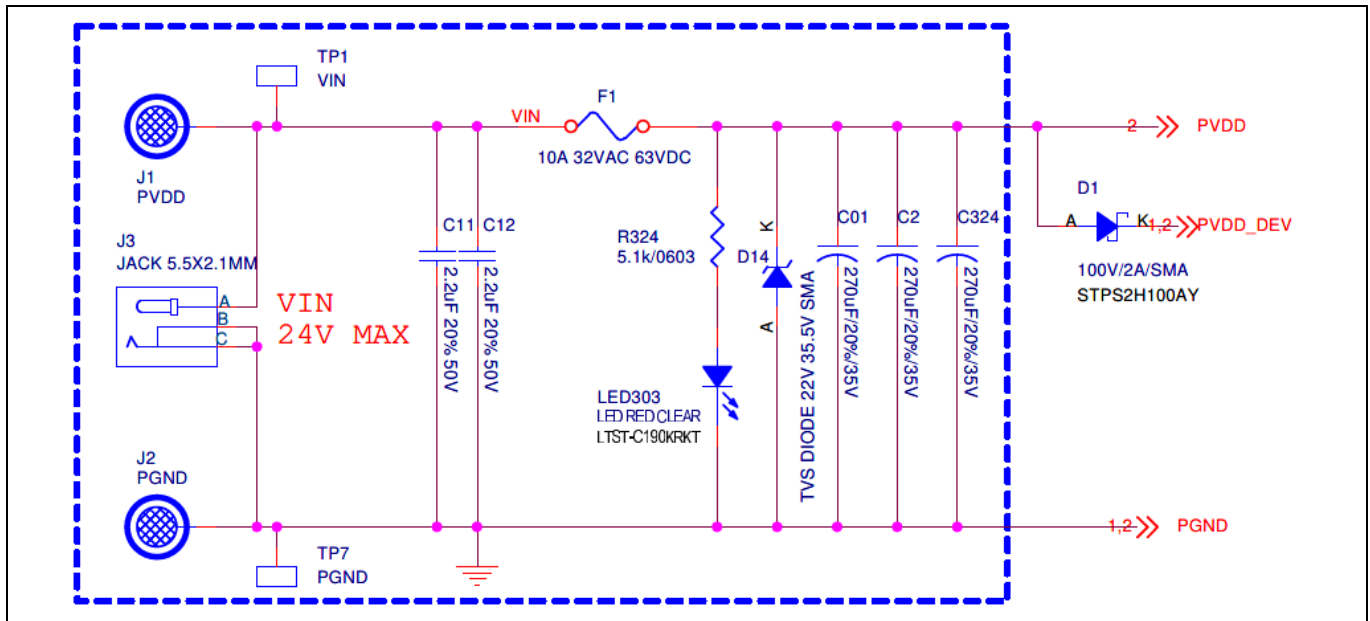 TP1
VIN
J1
PVDD
J3
JACK 5.5X2.1MM
A
B
C
VIN
24V MAX
J2
PGND
TP7
PGND
C11
2.2uF 20% 50V
C12
2.2uF 20% 50V
VIN
F1
10A 32VAC 63VDC
R324
5.1k/0603
LED303
LED RED CLEAR
LTST-C190KRKT
K
D14
A
TVS DIODE 22V 35.5V SMA
C01
270uF/20%/35V
C2
270uF/20%/35V
C324
270uF/20%/35V
2
PVDD
D1
A
K
1,2
PVDD_DEV
100V/2A/SMA
STPS2H100AY
1,2
PGND